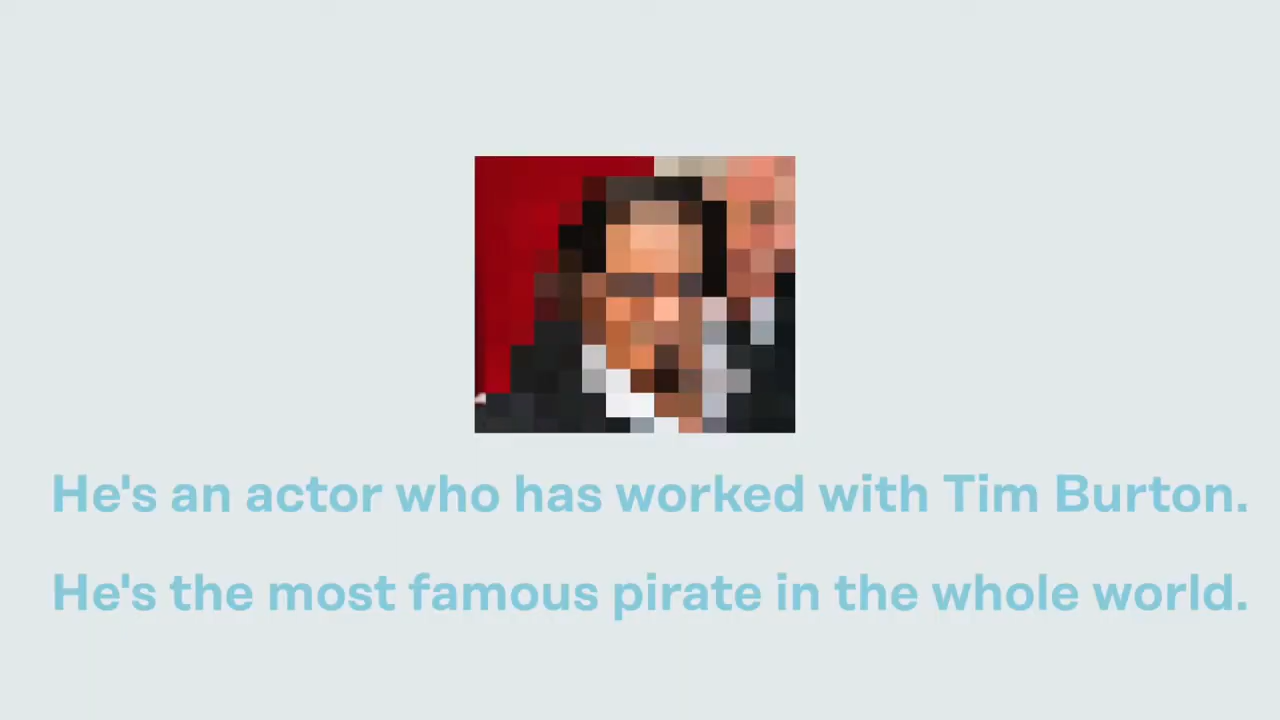 He's an actor who has worked with Tim Burton.
He's the most famous pirate in the whole world.